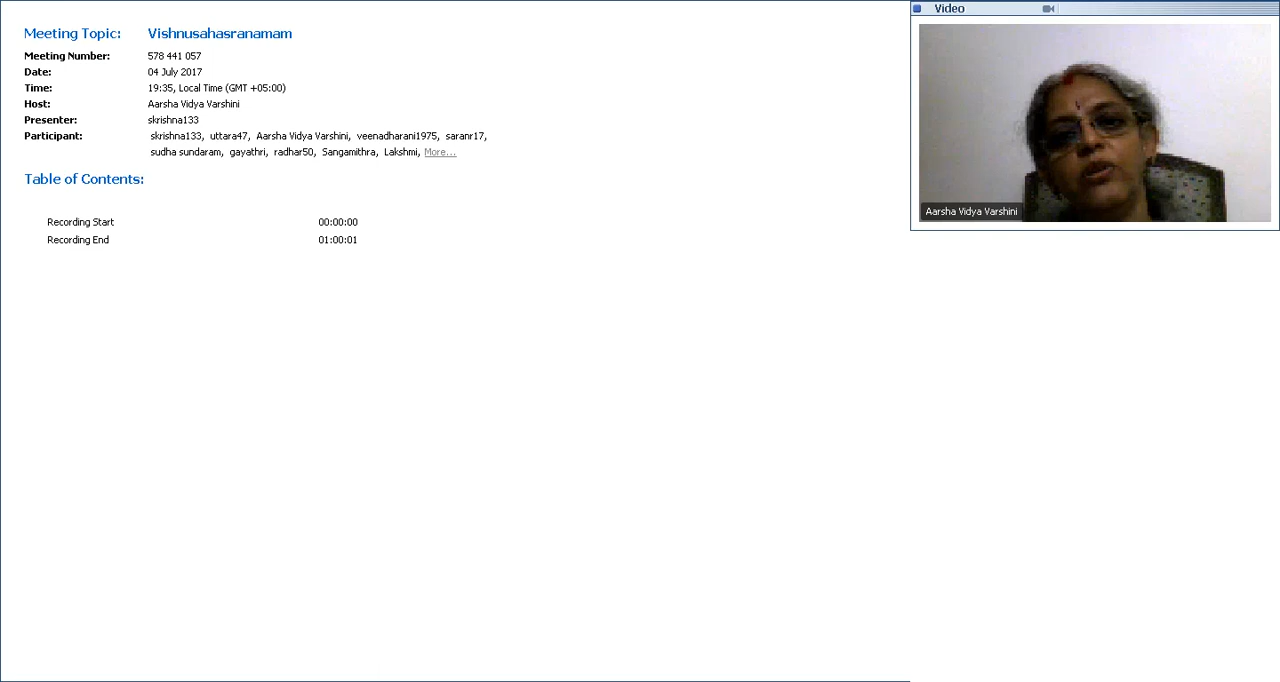 Meeting Topic: Vishnusahasranamam
Meeting Number: 578 441 057
Date: 04 July 2017
Time: 19:35, Local Time (GMT +05:00)
Host: Aarsha Vidya Varshini
Presenter: skrishna133
Participant: skrishna133, uttara47, Aarsha Vidya Varshini, veenadharani1975, saranr17,
sudha sundaram, gayathri, radhar50, Sangamithra, Lakshmi, More...
Table of Contents:
Recording Start 00:00:00
Recording End 01:00:01
Video
Aarsha Vidya Varshini